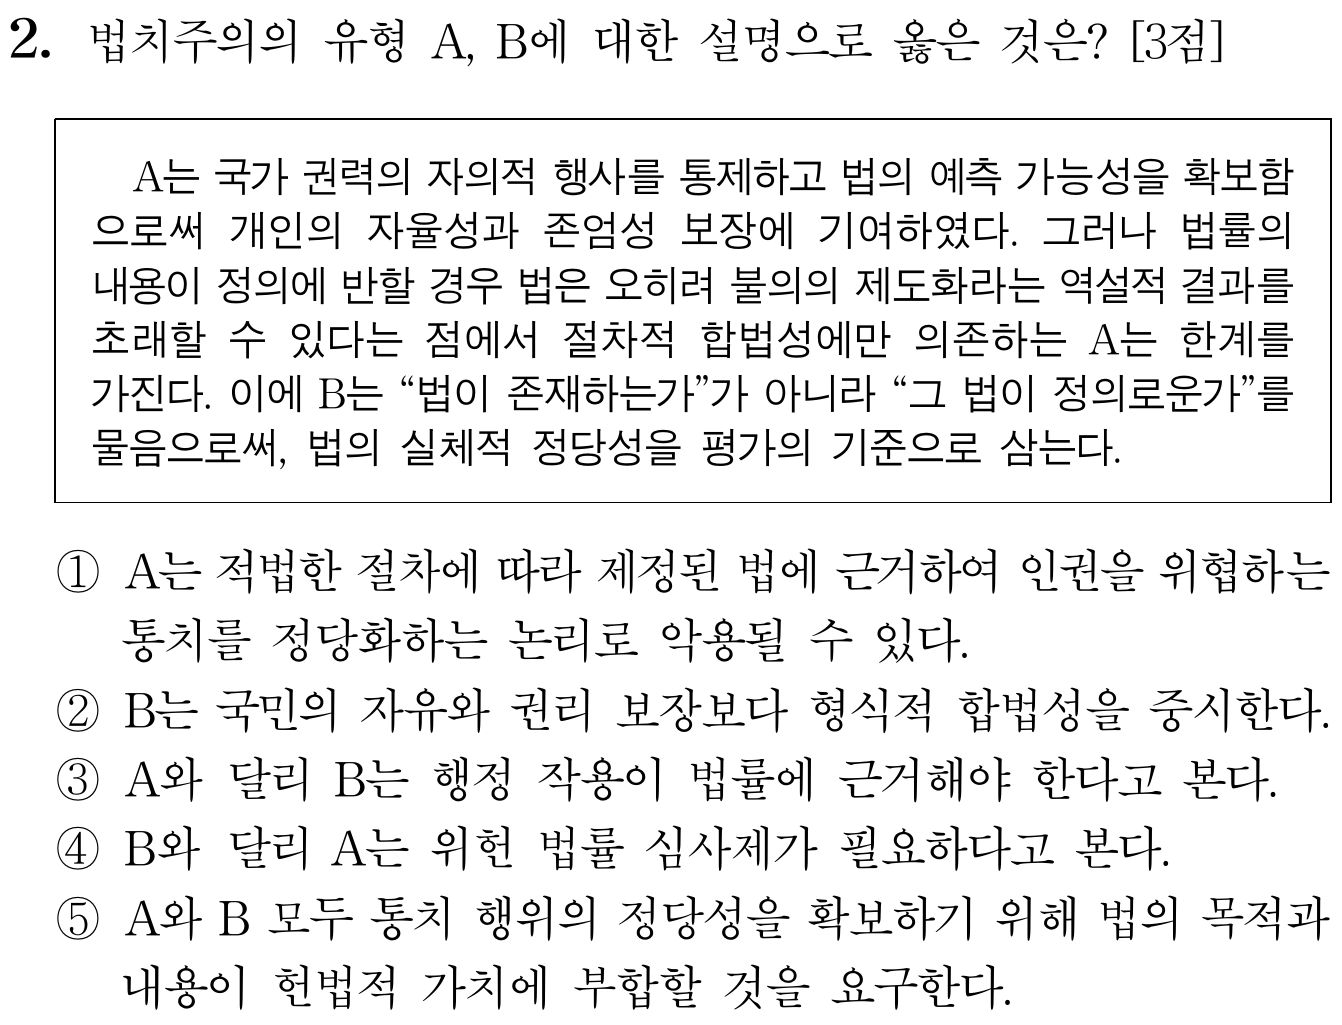 2. 법치주의의 유형 A, B에 대한 설명으로 옳은 것은? [3점]
A는 국가 권력의 자의적 행사를 통제하고 법의 예측 가능성을 확보함
으로써 개인의 자율성과 존엄성 보장에 기여하였다. 그러나 법률의
내용이 정의에 반할 경우 법은 오히려 불의의 제도화라는 역설적 결과를
초래할 수 있다는 점에서 절차적 합법성에만 의존하는 A는 한계를
가진다. 이에 B는 “법이 존재하는가”가 아니라 “그 법이 정의로운가”를
물음으로써, 법의 실체적 정당성을 평가의 기준으로 삼는다.
① A는 적법한 절차에 따라 제정된 법에 근거하여 인권을 위협하는
통치를 정당화하는 논리로 악용될 수 있다.
② B는 국민의 자유와 권리 보장보다 형식적 합법성을 중시한다.
③ A와 달리 B는 행정 작용이 법률에 근거해야 한다고 본다.
④ B와 달리 A는 위헌 법률 심사제가 필요하다고 본다.
⑤ A와 B 모두 통치 행위의 정당성을 확보하기 위해 법의 목적과
내용이 헌법적 가치에 부합할 것을 요구한다.